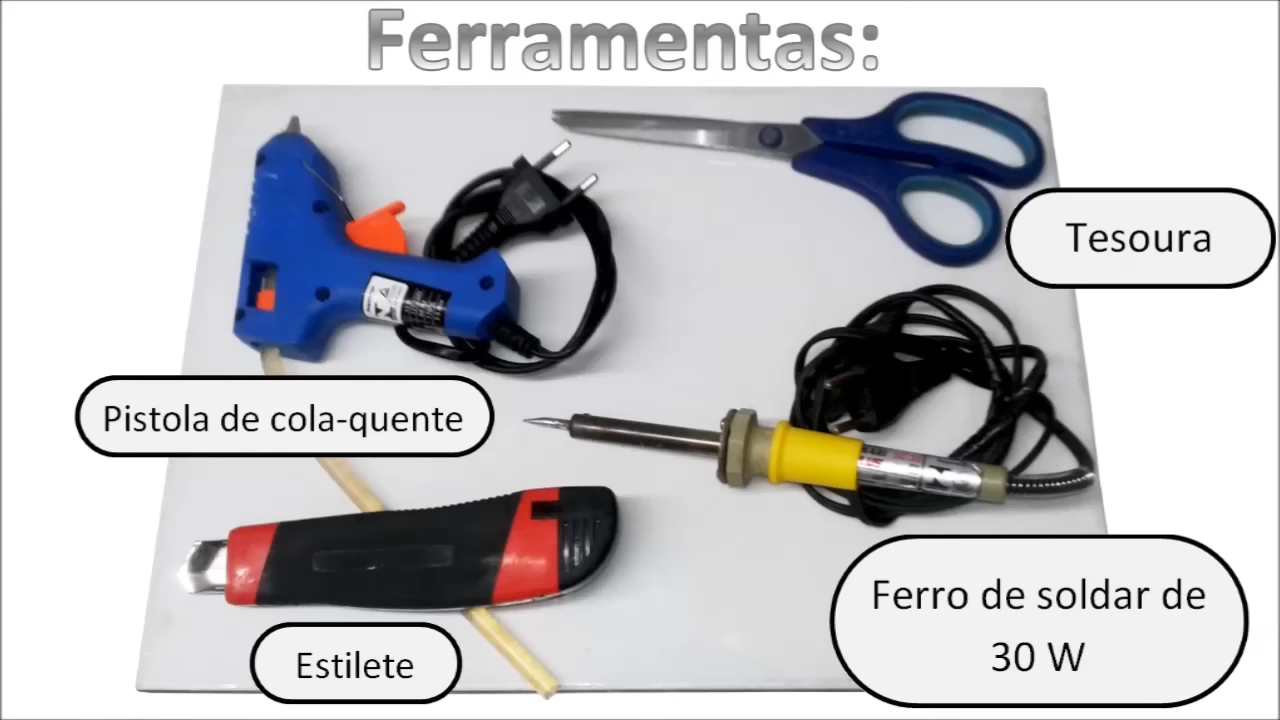 Ferramentas:
Tesoura
Pistola de cola-quente
Ferro de soldar de
30 W
Estilete